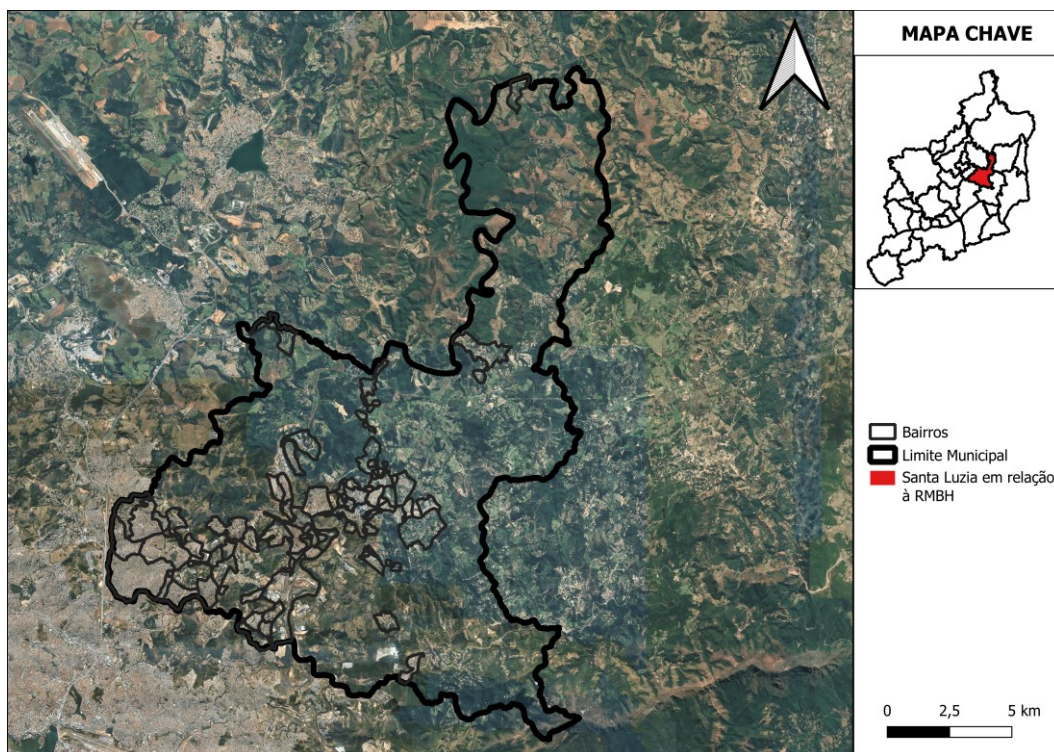 MAPA CHAVE
Bairros
Limite Municipal
Santa Luzia em relação
à RMBH
0 2,5 5 km